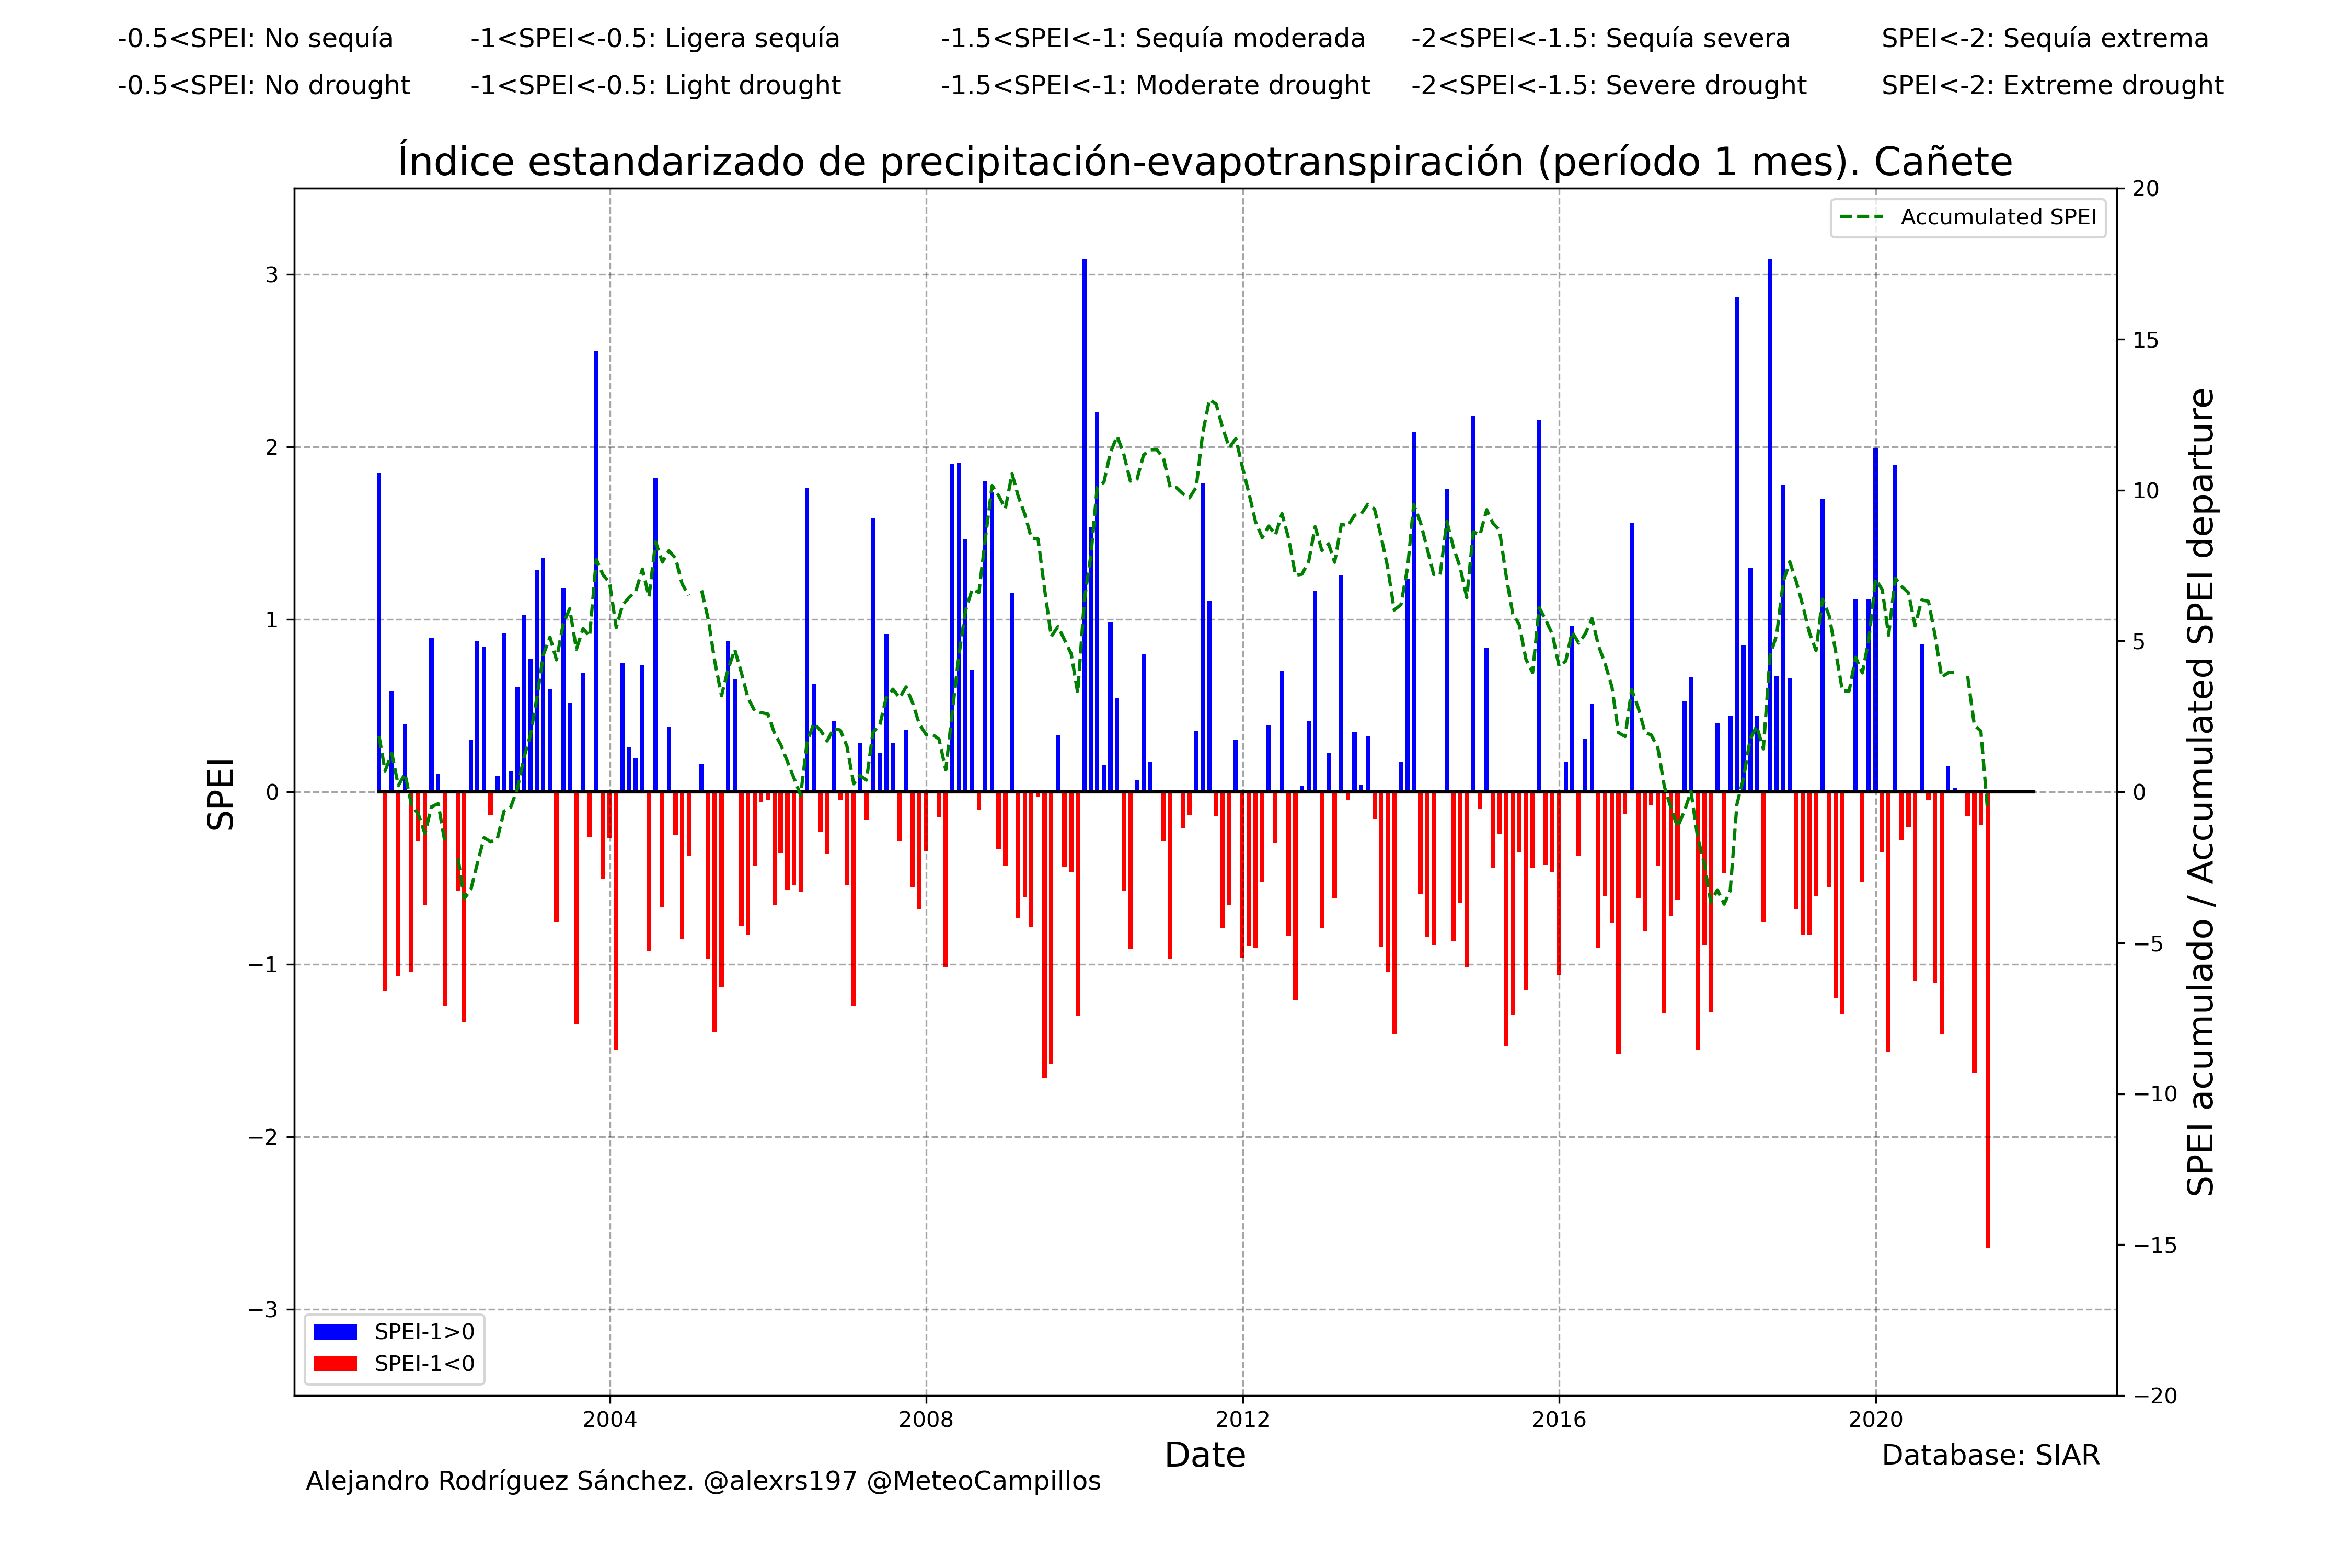 -0.5<SPEI: No sequía -1<SPEI<-0.5: Ligera sequía -1.5<SPEI<-1: Sequía moderada -2<SPEI<-1.5: Sequía severa SPEI<-2: Sequía extrema
-0.5<SPEI: No drought -1<SPEI<-0.5: Light drought -1.5<SPEI<-1: Moderate drought -2<SPEI<-1.5: Severe drought SPEI<-2: Extreme drought
Índice estandarizado de precipitación-evapotranspiración (período 1 mes). Cañete
Accumulated SPEI
SPEI
3
2
1
0
−1
−2
−3
20
15
10
5
0
−5
−10
−15
−20
SPEI acumulado / Accumulated SPEI departure
SPEI-1>0
SPEI-1<0
2004 2008 2012 2016 2020
Date
Database: SIAR
Alejandro Rodríguez Sánchez. @alexrs197 @MeteoCampillos